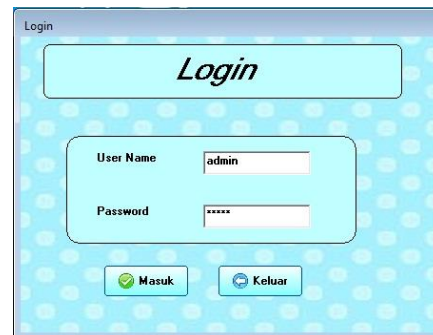 Login
Login
User Name
admin
Password
*****
Masuk
Keluar